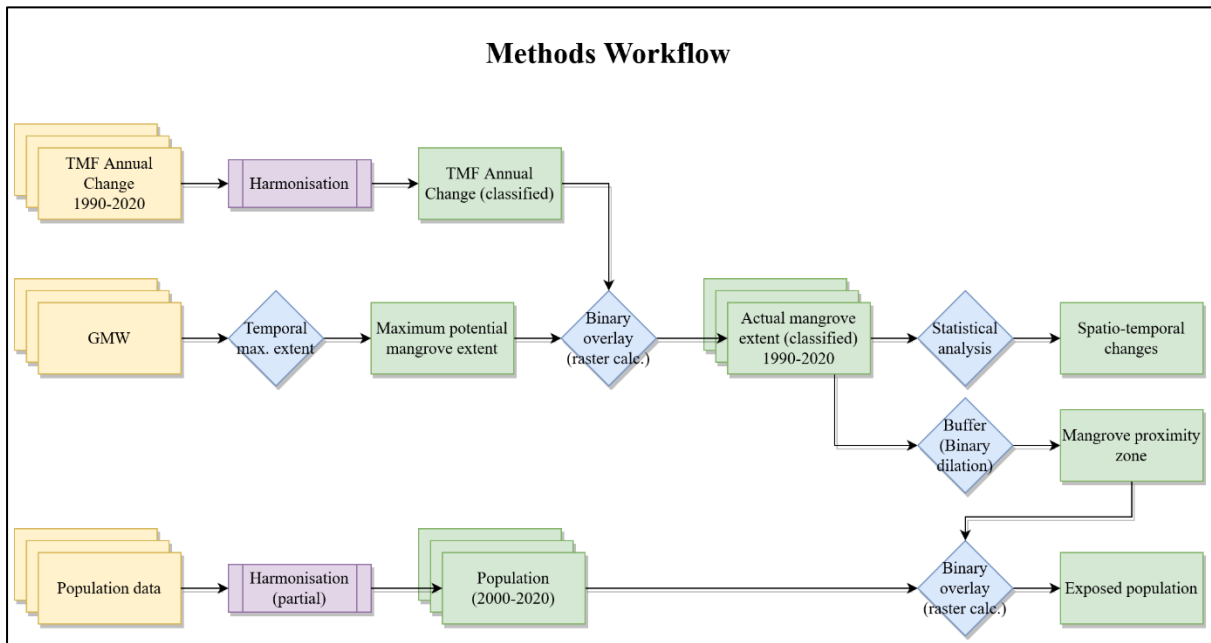 Methods Workflow
TMF Annual
Change
1990-2020
Harmonisation
TMF Annual
Change (classified)
GMW
Temporal
max. extent
Maximum potential
mangrove extent
Binary
overlay
(raster calc.)
Actual mangrove
extent (classified)
1990-2020
Statistical
analysis
Spatio-temporal
changes
Buffer
(Binary
dilation)
Mangrove proximity
zone
Population data
Harmonisation
(partial)
Population
(2000-2020)
Binary
overlay
(raster calc.)
Exposed population